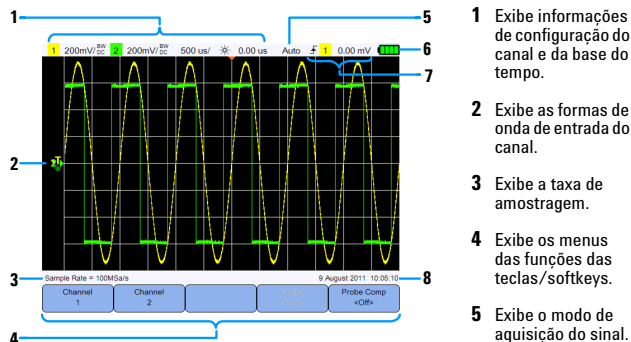 1
5
1 200mV/ BW DC 2 200mV/ BW DC 500 us/ 0.00 us Auto 1 0.00 mV
6
7
2
T
3
Sample Rate = 100MSa/s
9 August 2011 10:05:10
8
Channel 1
Channel 2
Probe Comp <Off>
4
1 Exibe informações
de configuração do
canal e da base do
tempo.
2 Exibe as formas de
onda de entrada do
canal.
3 Exibe a taxa de
amostragem.
4 Exibe os menus
das funções das
teclas/softkeys.
5 Exibe o modo de
aquisição do sinal.